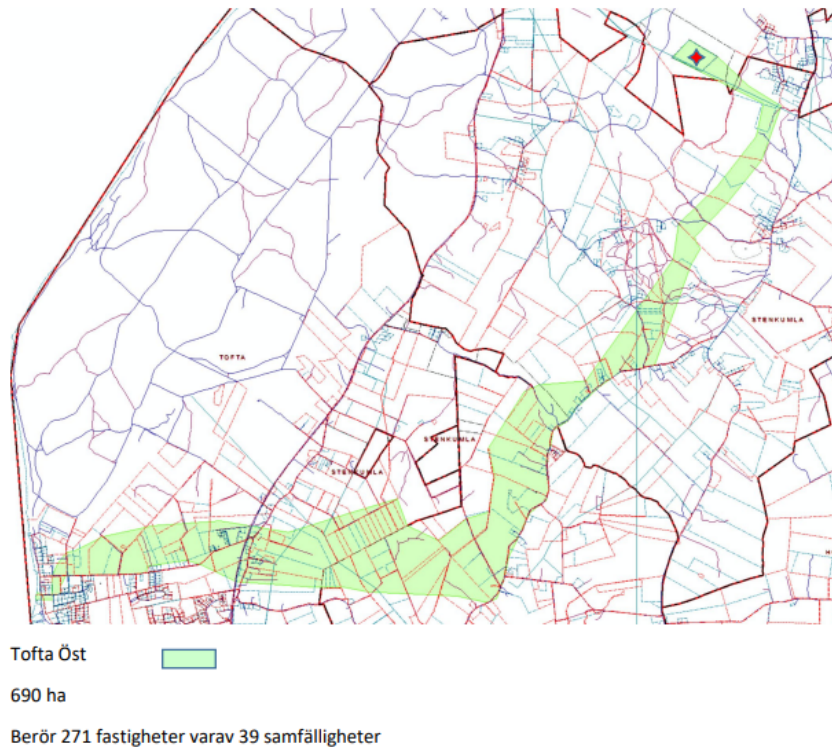 STENKUMLA
TOFTA
STENKUMLA
STENKUMLA
Tofta Öst
690 ha
Berör 271 fastigheter varav 39 samfälligheter